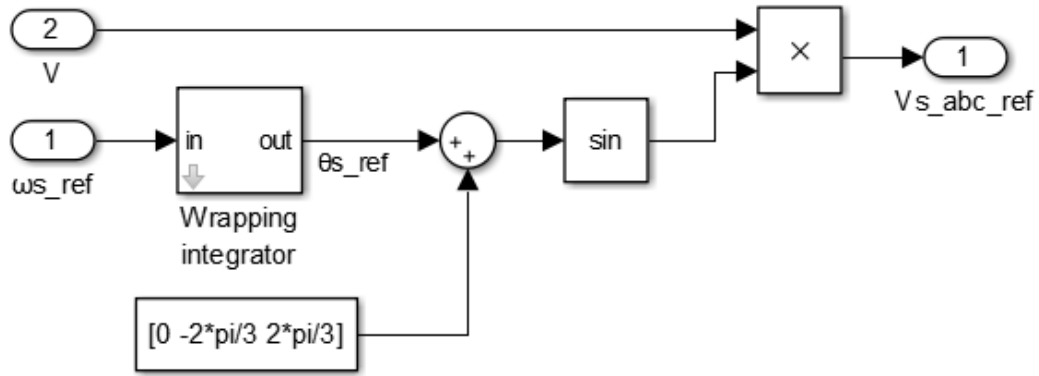 2
V
×
1
Vs_abc_ref
1
ωs_ref
in
out
θs_ref
+
+
sin
Wrapping
integrator
[0 -2*pi/3 2*pi/3]